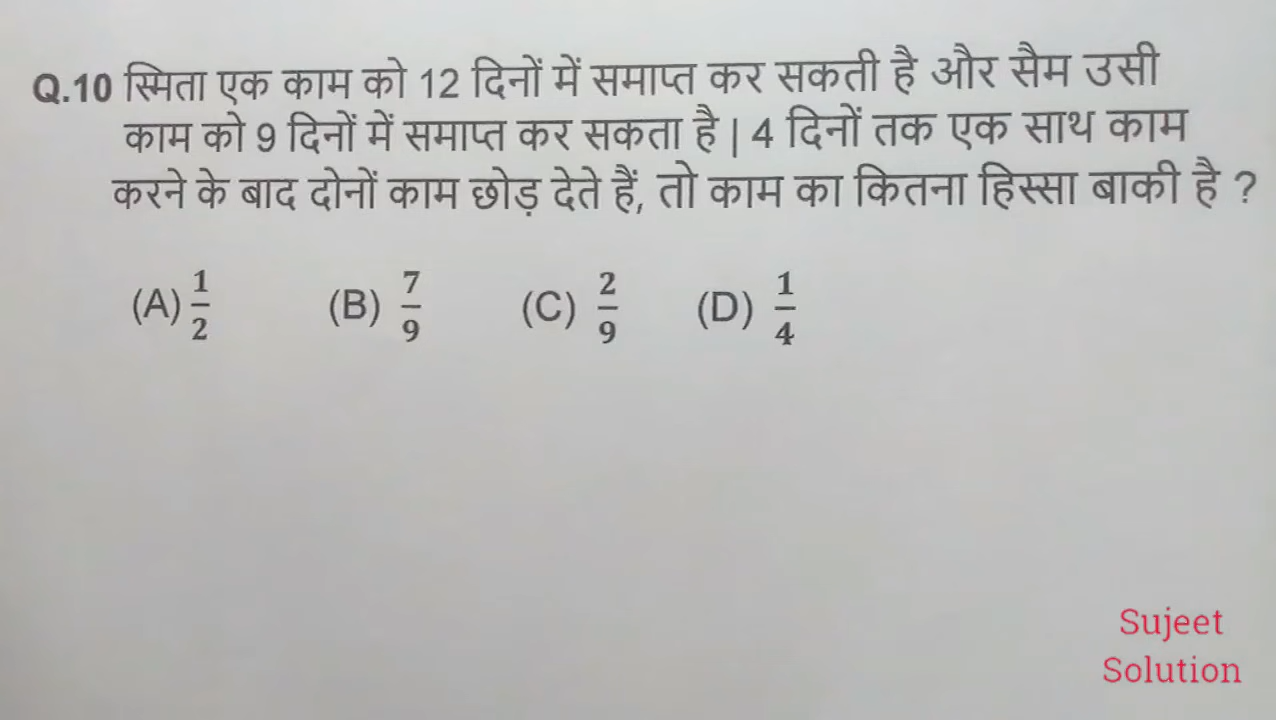 Q.10 स्मिता एक काम को 12 दिनों में समाप्त कर सकती है और सैम उसी
काम को 9 दिनों में समाप्त कर सकता है | 4 दिनों तक एक साथ काम
करने के बाद दोनों काम छोड़ देते हैं, तो काम का कितना हिस्सा बाकी है ?
(A) 1/2 (B) 7/9 (C) 2/9 (D) 1/4
Sujeet
Solution